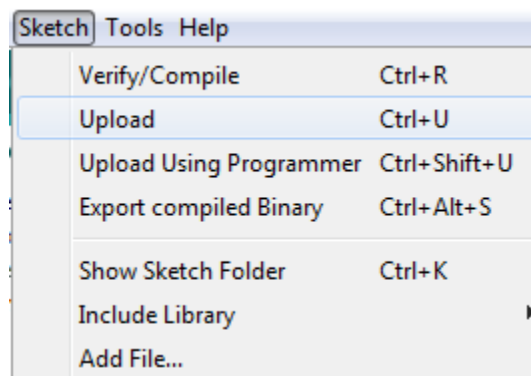 Sketch Tools Help
Verify/Compile Ctrl+R
Upload Ctrl+U
Upload Using Programmer Ctrl+Shift+U
Export compiled Binary Ctrl+Alt+S
Show Sketch Folder Ctrl+K
Include Library
Add File...